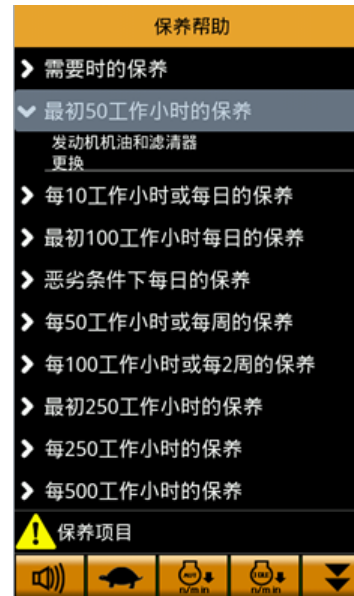 保养帮助
需要时的保养
最初50工作小时的保养
发动机机油和滤清器
更换
每10工作小时或每日的保养
最初100工作小时每日的保养
恶劣条件下每日的保养
每50工作小时或每周的保养
每100工作小时或每2周的保养
最初250工作小时的保养
每250工作小时的保养
每500工作小时的保养
保养项目
n/min
n/min